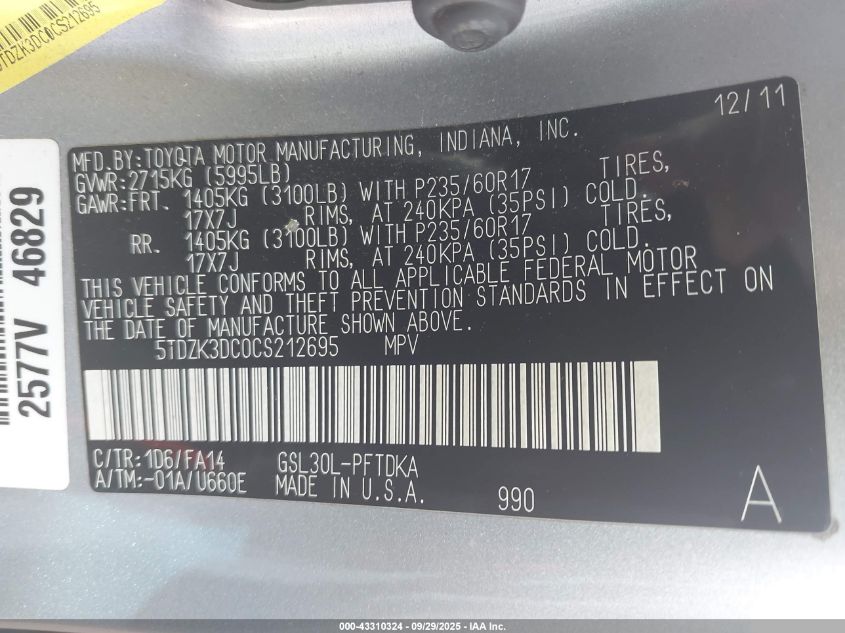 5TDZK3DC0CS212695
2577V 46829
12/11
MFD.BY:TOYOTA MOTOR MANUFACTURING, INDIANA, INC.
GVWR:2715KG (5995LB)
GAWR:FRT. 1405KG (3100LB) WITH P235/60R17 TIRES,
17X7J RIMS, AT 240KPA (35PSI) COLD.
RR. 1405KG (3100LB) WITH P235/60R17 TIRES,
17X7J RIMS, AT 240KPA (35PSI) COLD.
THIS VEHICLE CONFORMS TO ALL APPLICABLE FEDERAL MOTOR
VEHICLE SAFETY AND THEFT PREVENTION STANDARDS IN EFFECT ON
THE DATE OF MANUFACTURE SHOWN ABOVE.
5TDZK3DC0CS212695 MPV
C/TR:1D6/FA14 GSL30L-PFTDKA
A/TM:-01A/U660E MADE IN U.S.A. 990 A
000-43310324 - 09/29/2025 - IAA Inc.